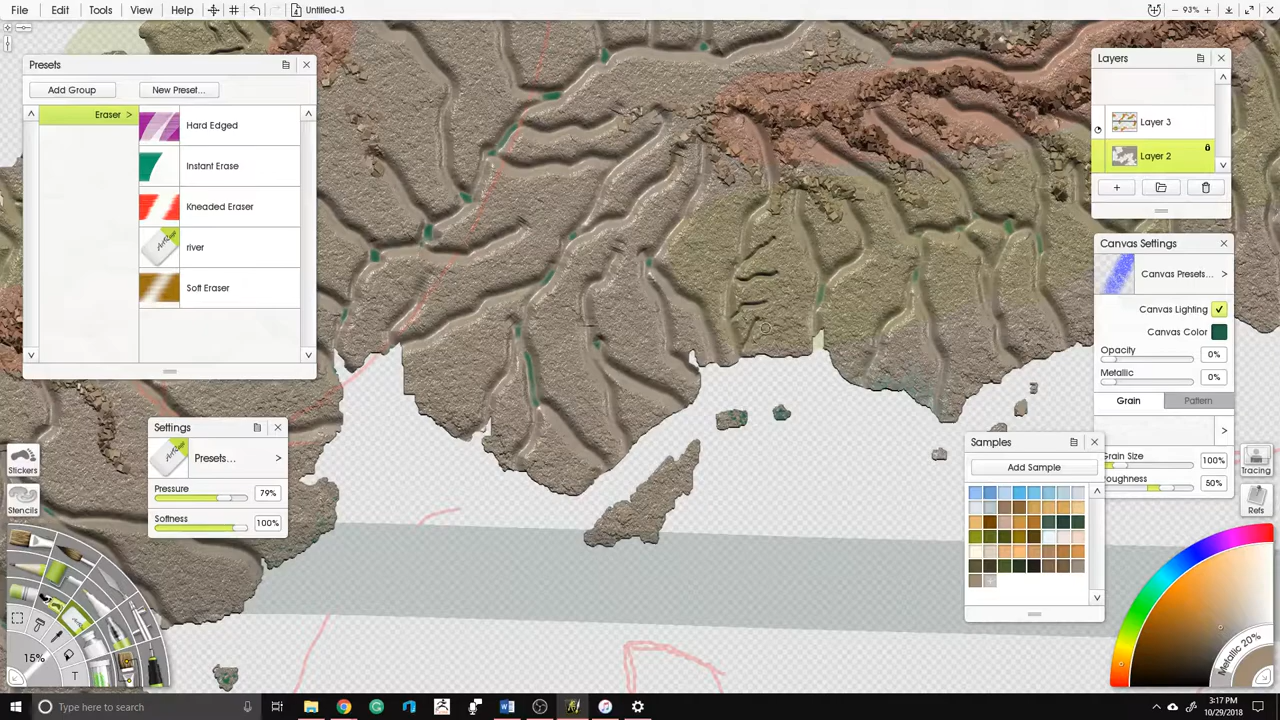 File Edit Tools View Help Untitled-3 93%
Presets
Add Group New Preset...
Eraser >
Hard Edged
Instant Erase
Kneaded Eraser
river
Soft Eraser
Layers
Layer 3
Layer 2
Canvas Settings
Canvas Presets...
Canvas Lighting
Canvas Color
Opacity
0%
Metallic
0%
Grain Pattern
Grain Size
100%
Roughness
50%
Settings
Presets...
Pressure
79%
Softness
100%
Samples
Add Sample
Stickers
Stencils
Tracing
Refs
15%
T
Metallic 20%
Type here to search
3:17 PM
10/29/2018